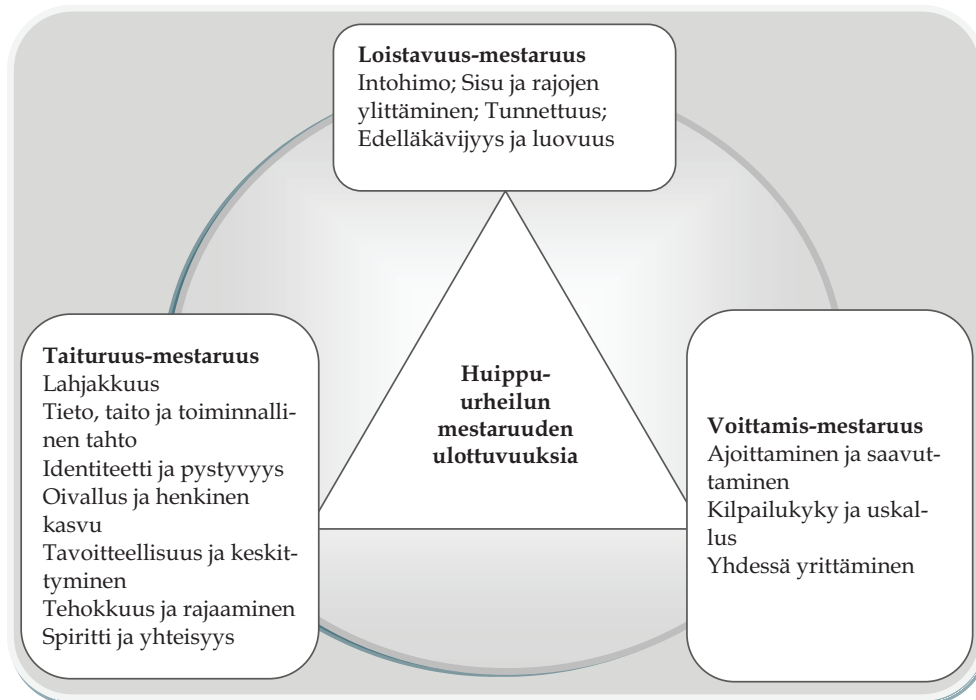 Loistavuus-mestaruus
Intohimo; Sisu ja rajojen
ylittäminen; Tunnettuus;
Edelläkävijyys ja luovuus
Taituruus-mestaruus
Lahjakkuus
Tieto, taito ja toiminnalli-
nen tahto
Identiteetti ja pystyvyys
Oivallus ja henkinen
kasvu
Tavoitteellisuus ja keskit-
tyminen
Tehokkuus ja rajaaminen
Spiritti ja yhteisyys
Huippu-
urheilun
mestaruuden
ulottuvuuksia
Voittamis-mestaruus
Ajoittaminen ja saavut-
taminen
Kilpailukyky ja uskal-
lus
Yhdessä yrittäminen